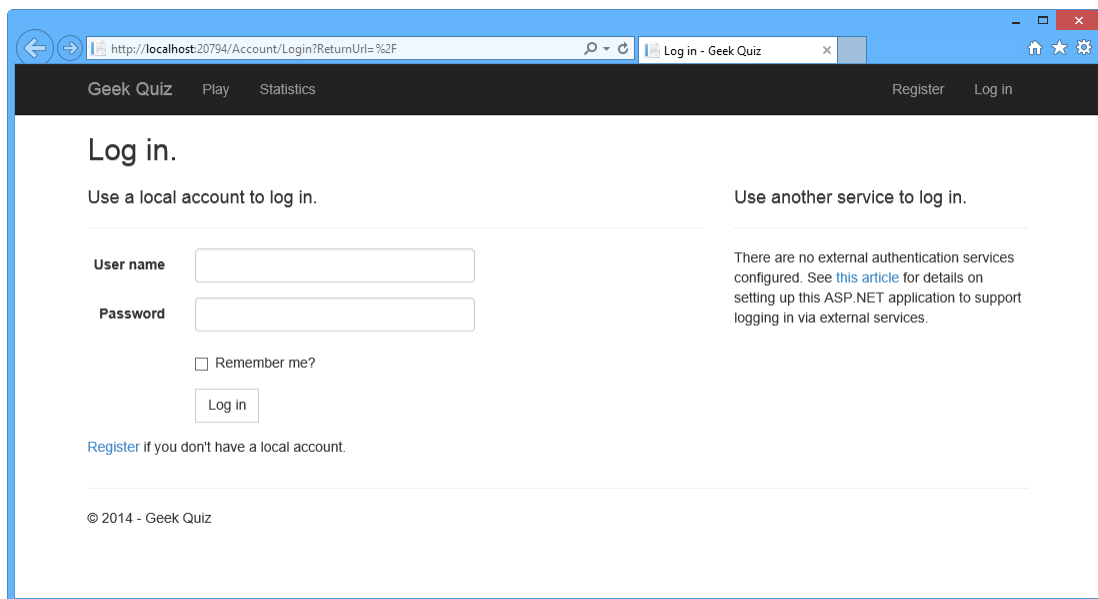 http://localhost:20794/Account/Login?ReturnUrl=%2F
Log in - Geek Quiz
Geek Quiz Play Statistics Register Log in
Log in.
Use a local account to log in.
User name
Password
Remember me?
Log in
Register if you don't have a local account.
Use another service to log in.
There are no external authentication services
configured. See this article for details on
setting up this ASP.NET application to support
logging in via external services.
© 2014 - Geek Quiz